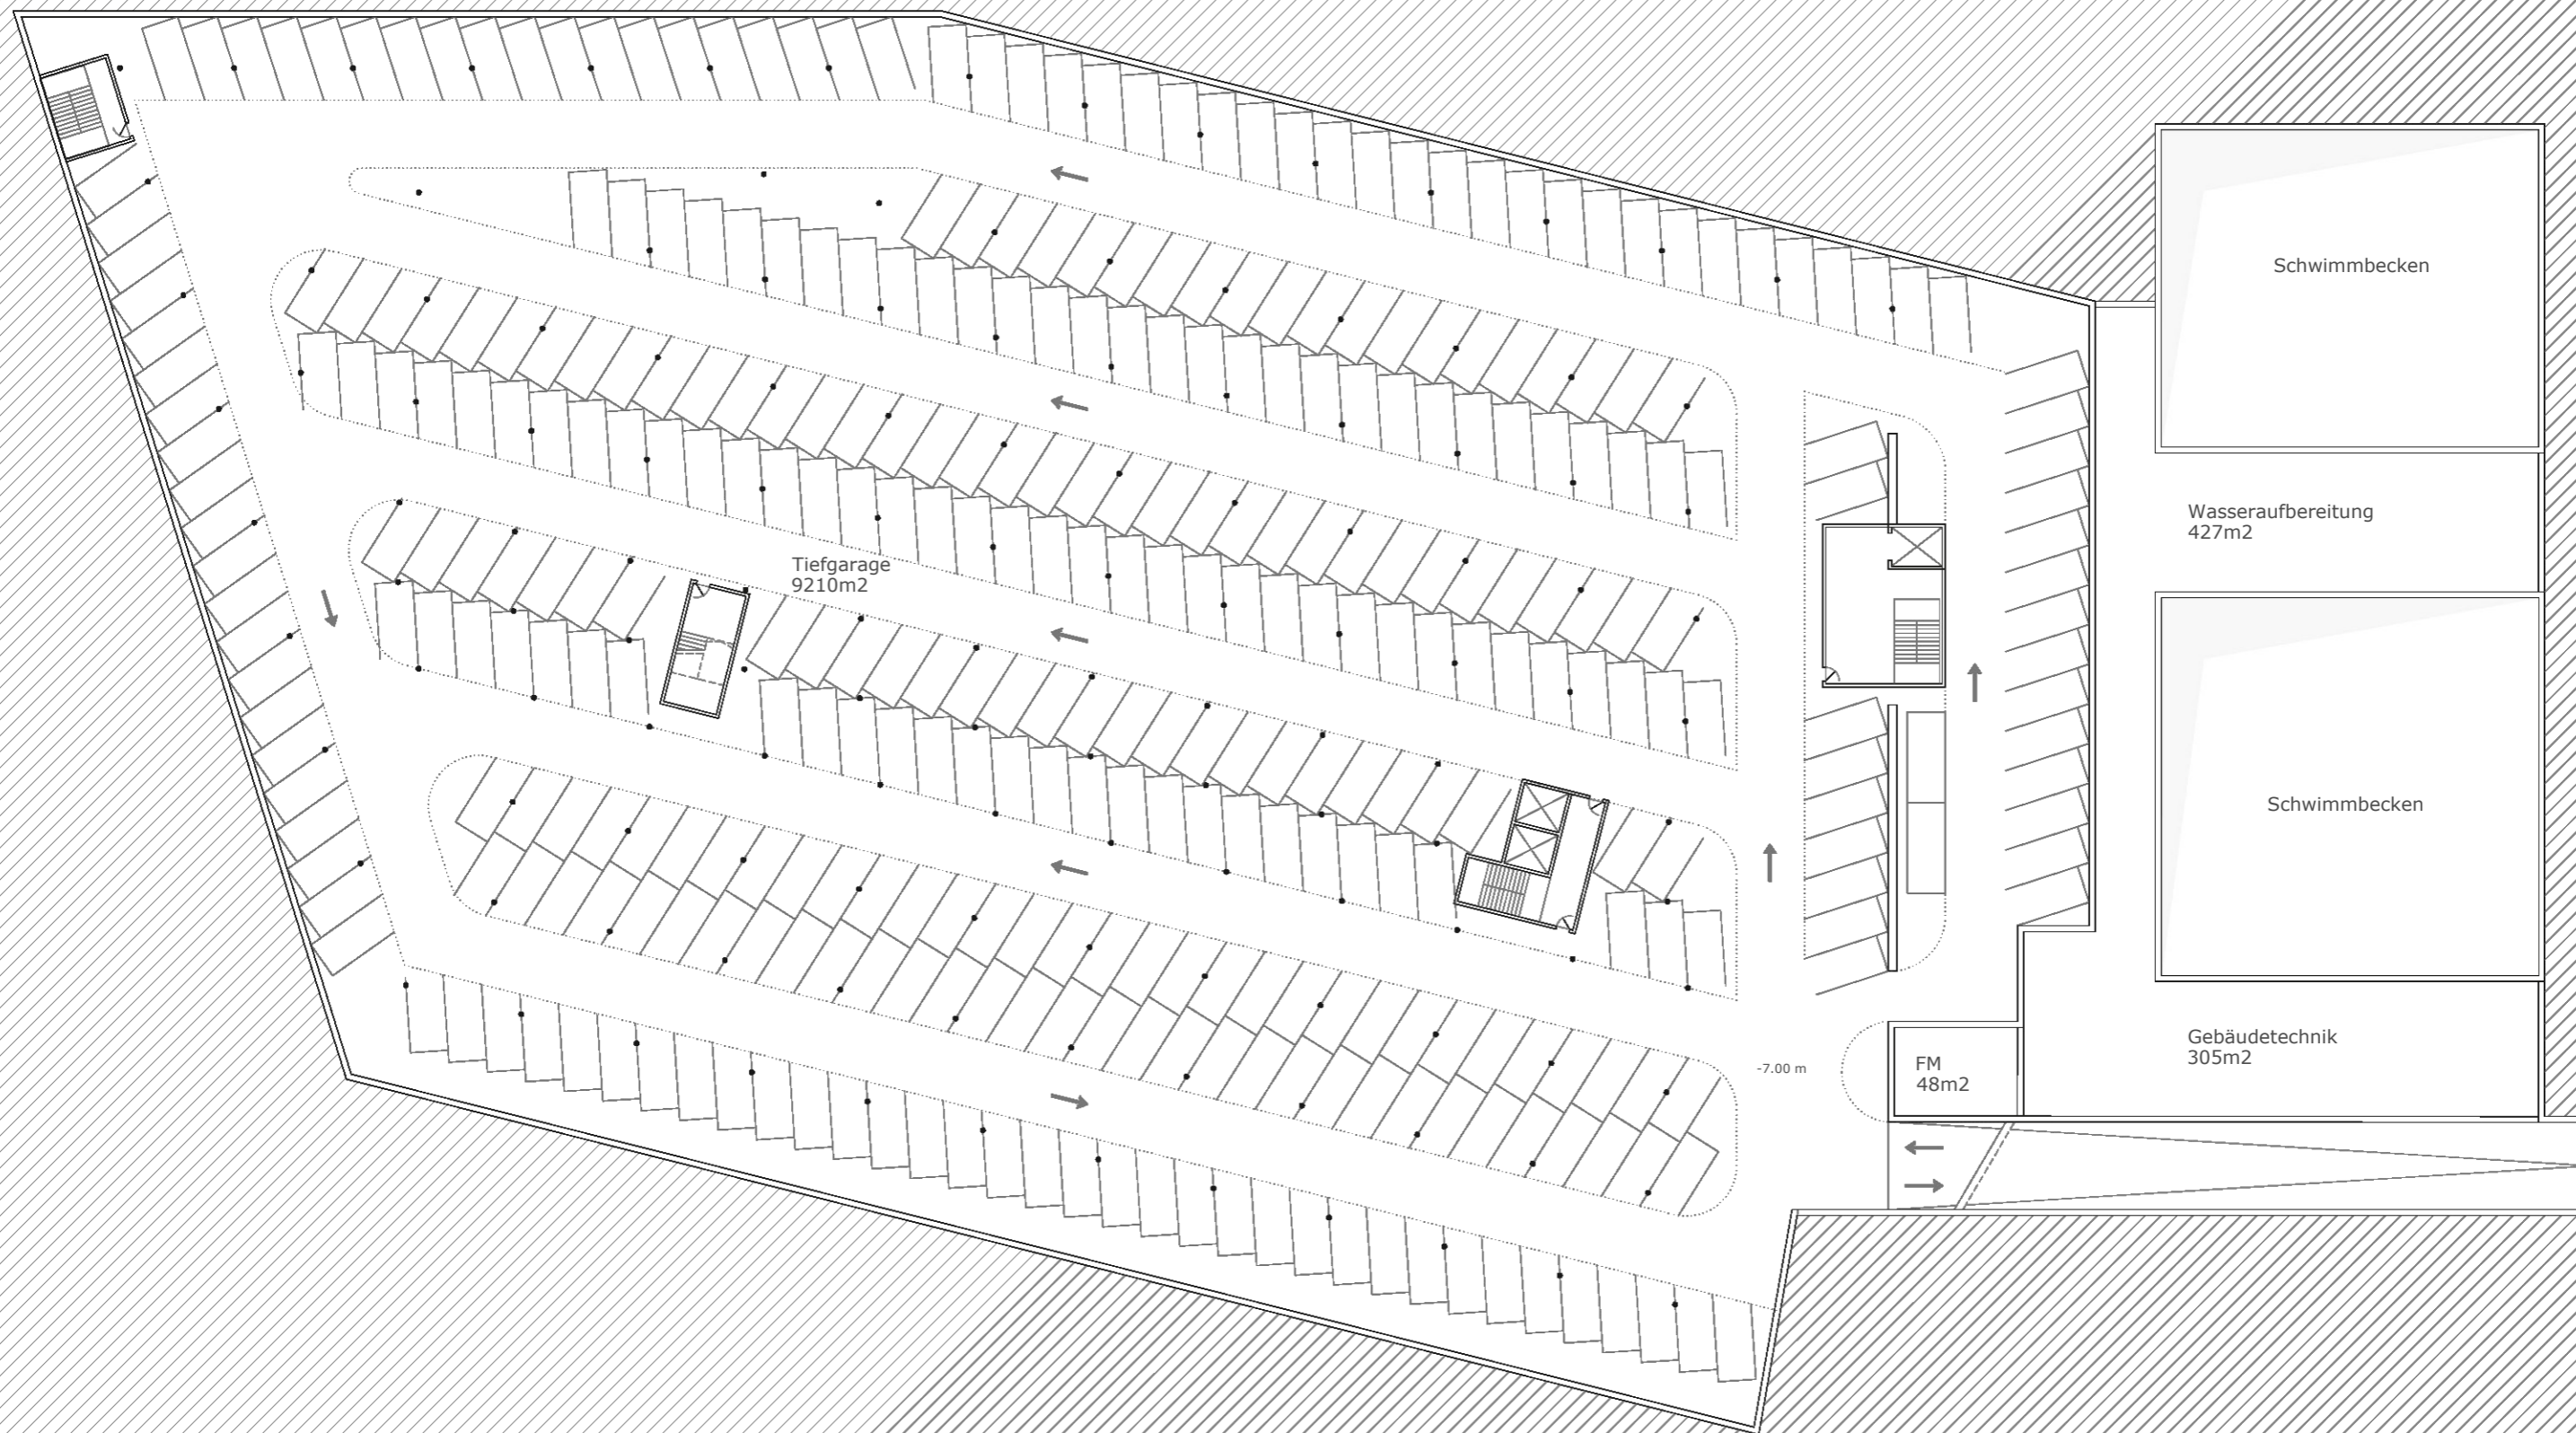 Schwimmbecken
Wasseraufbereitung
427m2
Tiefgarage
9210m2
Schwimmbecken
Gebäudetechnik
305m2
FM
48m2
-7.00 m